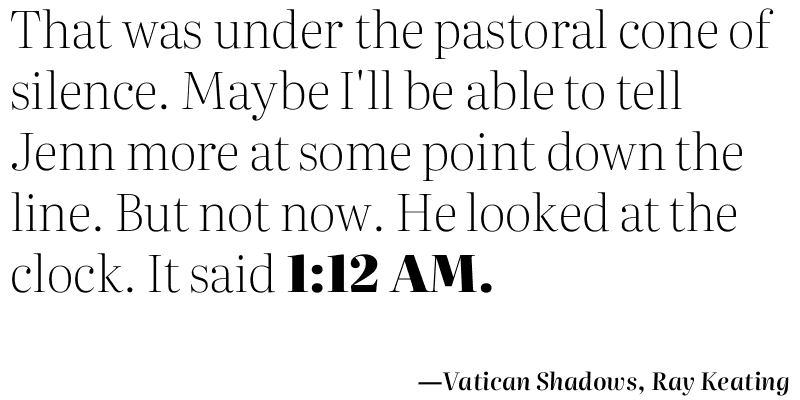 That was under the pastoral cone of
silence. Maybe I'll be able to tell
Jenn more at some point down the
line. But not now. He looked at the
clock. It said 1:12 AM.
—Vatican Shadows, Ray Keating